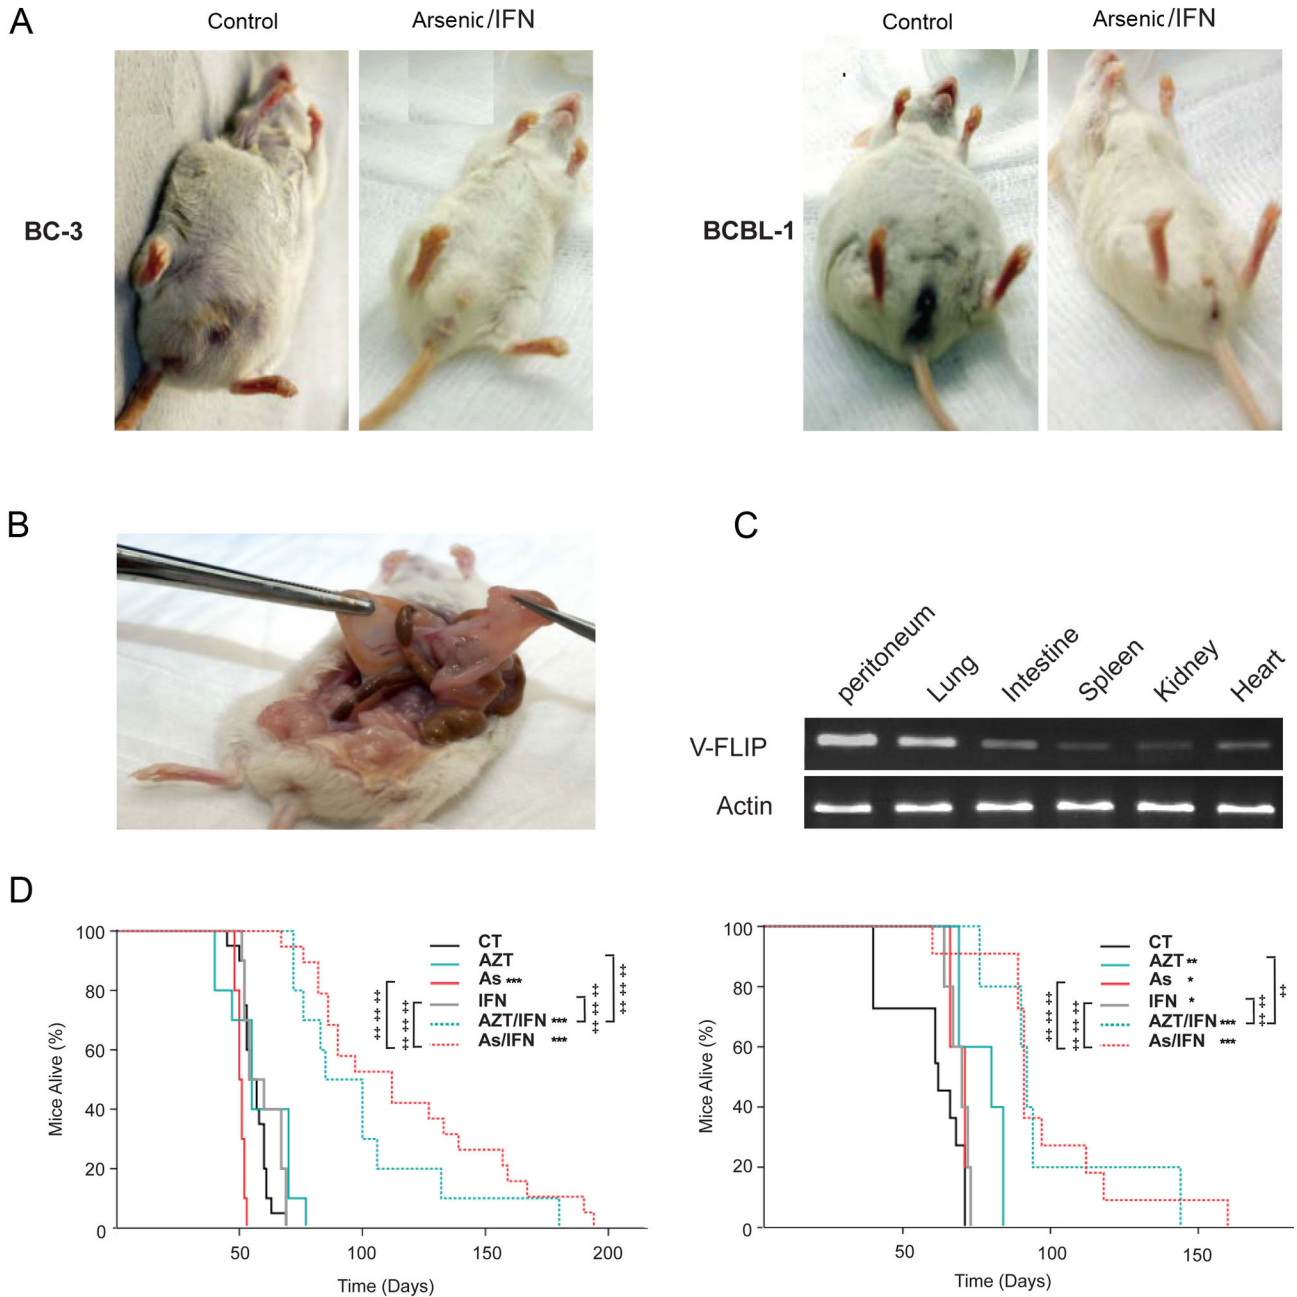 A
Control
Arsenic/IFN
Control
Arsenic/IFN
BC-3
BCBL-1
B
C
peritoneum
Lung
Intestine
Spleen
Kidney
Heart
V-FLIP
Actin
D
Mice Alive (%)
100
80
60
40
20
0
50
100
150
200
Time (Days)
CT
AZT
As ***
IFN
AZT/IFN ***
As/IFN ***
‡‡‡‡
‡‡‡
‡‡‡‡
‡‡‡‡
Mice Alive (%)
100
80
60
40
20
0
50
100
150
Time (Days)
CT
AZT **
As *
IFN *
AZT/IFN ***
As/IFN ***
‡‡‡‡
‡‡‡
‡‡
‡